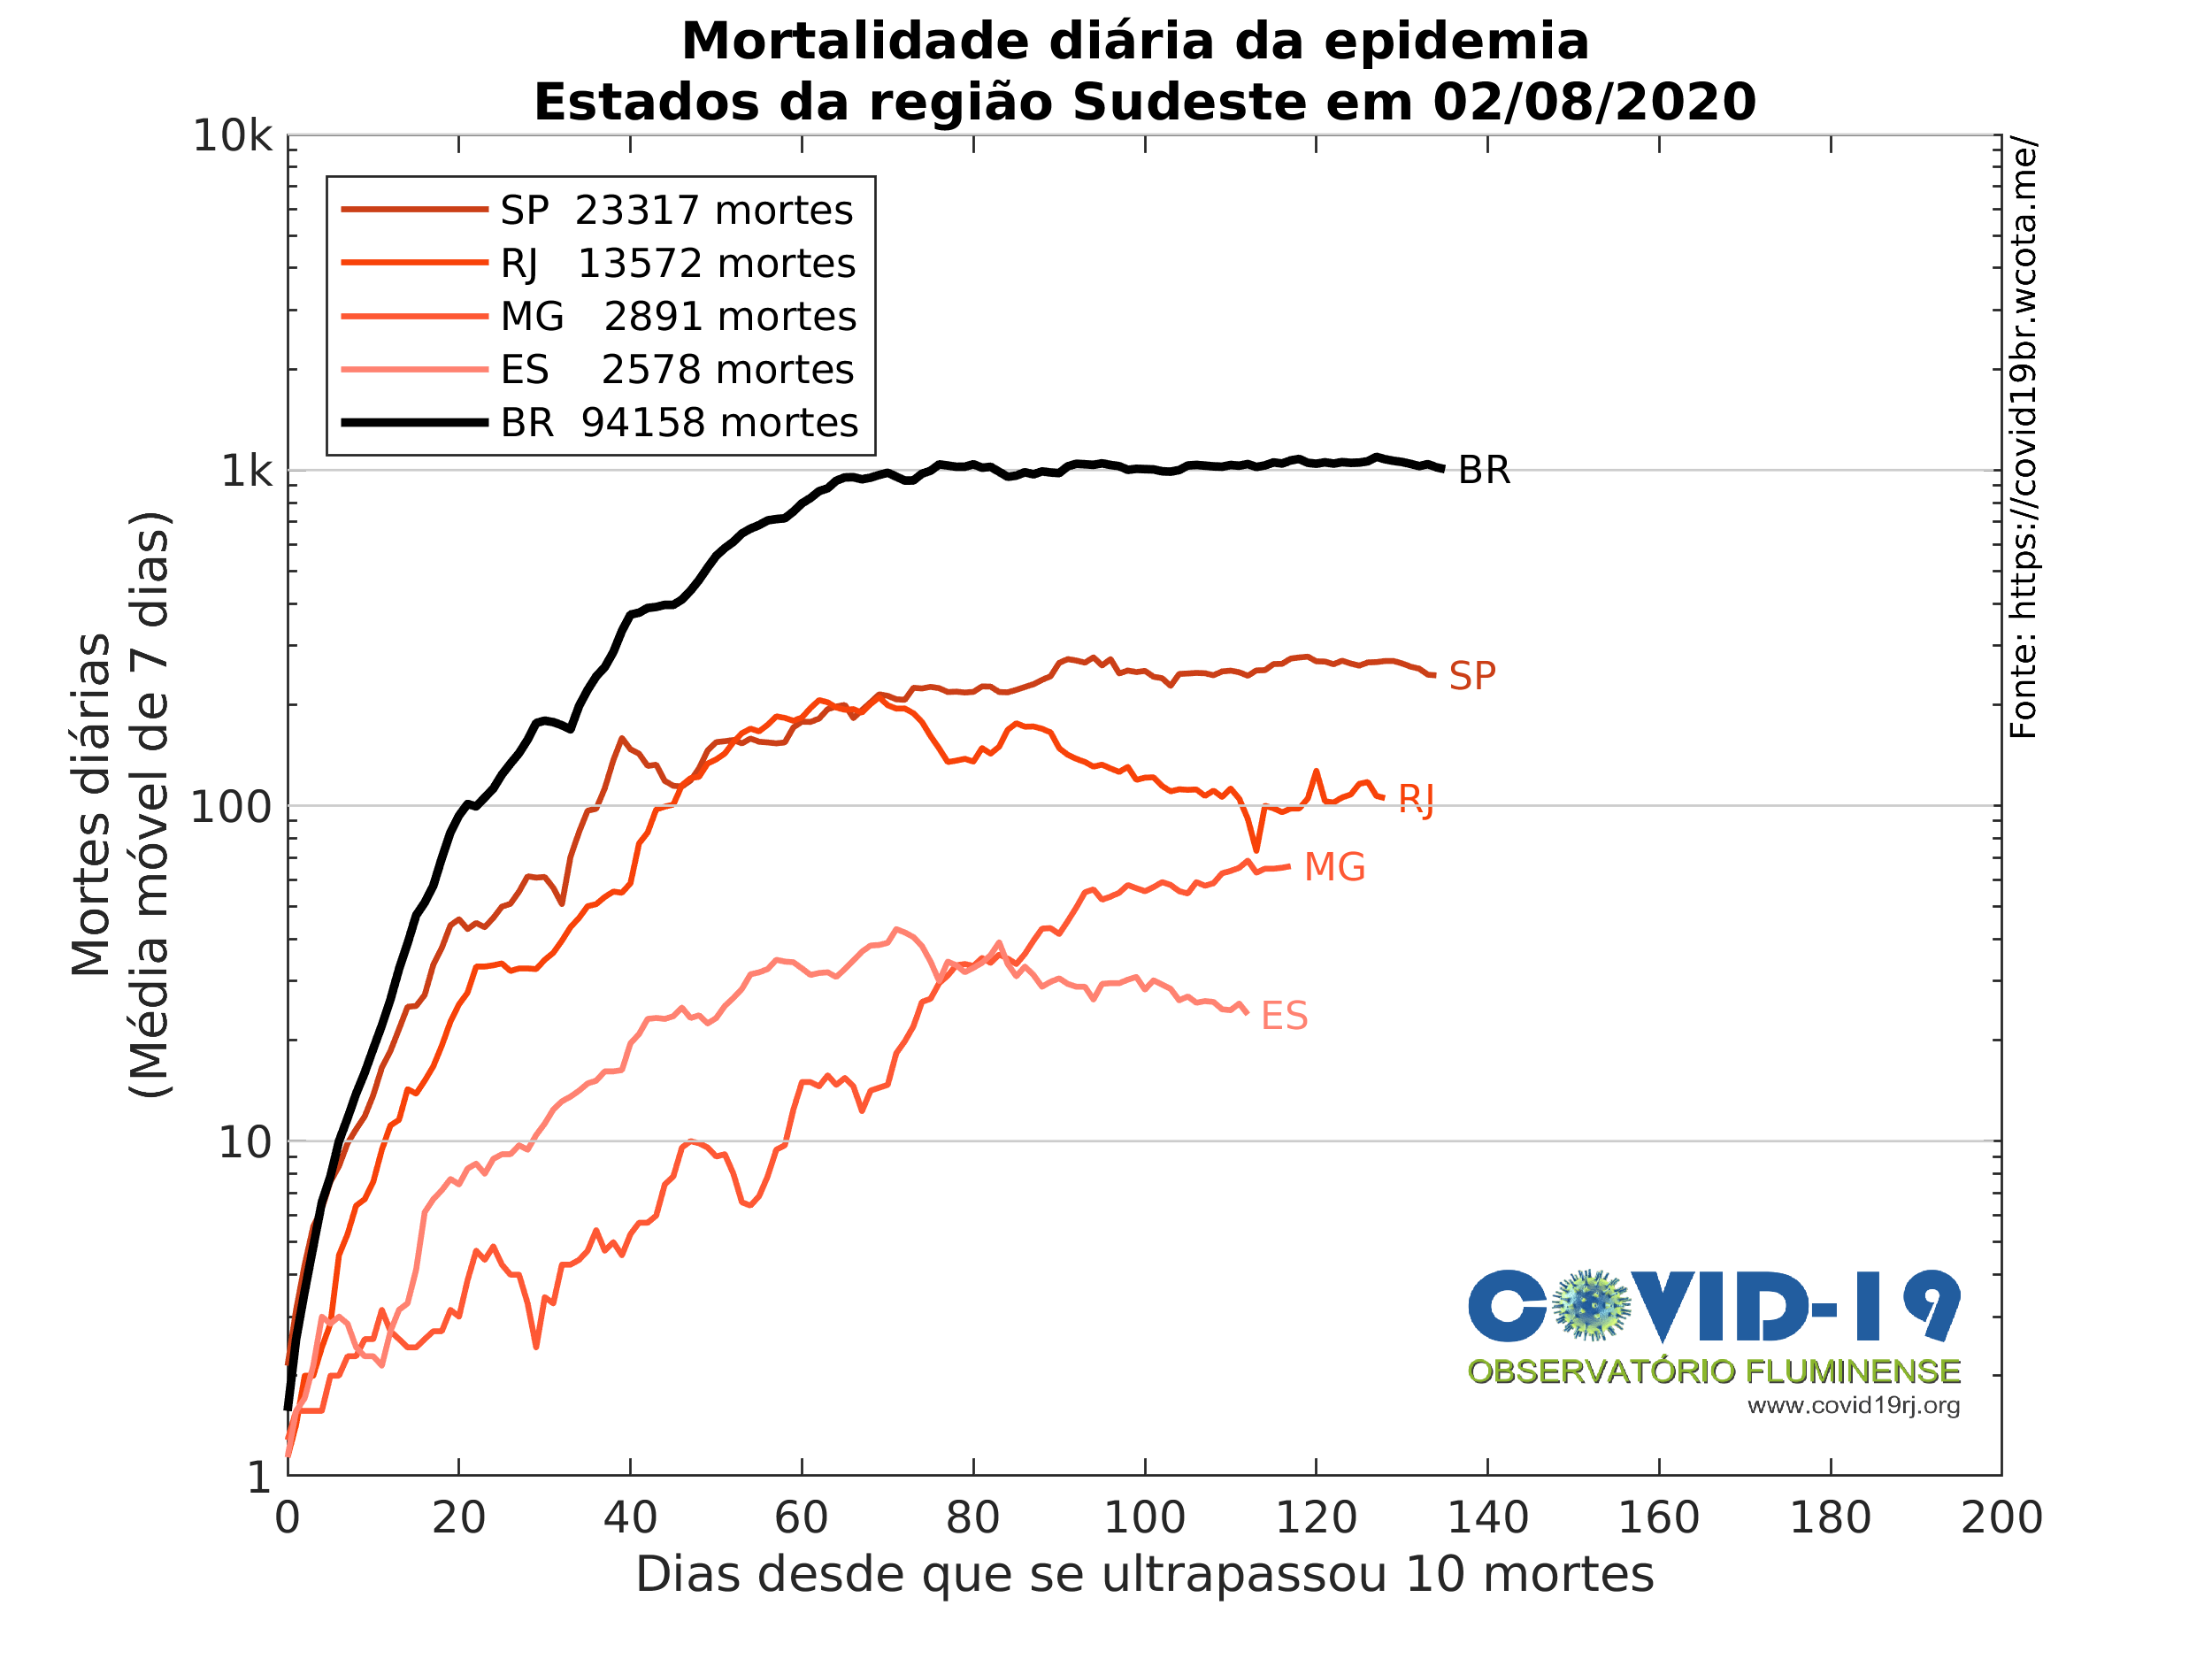 Mortalidade diária da epidemia
Estados da região Sudeste em 02/08/2020
10k
1k
100
10
1
Mortes diárias
(Média móvel de 7 dias)
SP 23317 mortes
RJ 13572 mortes
MG 2891 mortes
ES 2578 mortes
BR 94158 mortes
BR
SP
RJ
MG
ES
Fonte: https://covid19br.wcota.me/
COVID-19
OBSERVATÓRIO FLUMINENSE
www.covid19rj.org
0 20 40 60 80 100 120 140 160 180 200
Dias desde que se ultrapassou 10 mortes